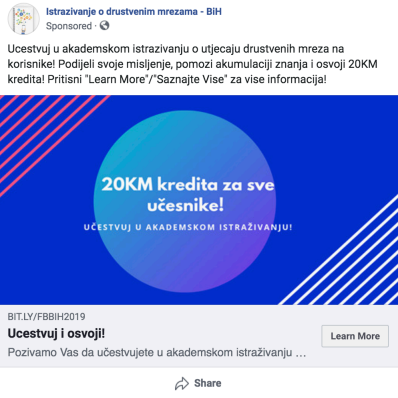 Istrazivanje o drustvenim mrezama - BiH
Sponsored ·
Ucestvuj u akademskom istrazivanju o utjecaju drustvenih mreza na
korisnike! Podijeli svoje misljenje, pomozi akumulaciji znanja i osvoji 20KM
kredita! Pritisni "Learn More"/"Saznajte Vise" za vise informacija!
20KM kredita za sve
učesnike!
UČESTVUJ U AKADEMSKOM ISTRAŽIVANJU!
BIT.LY/FBBIH2019
Ucestvuj i osvoji!
Pozivamo Vas da učestvujete u akademskom istraživanju ...
Learn More
Share